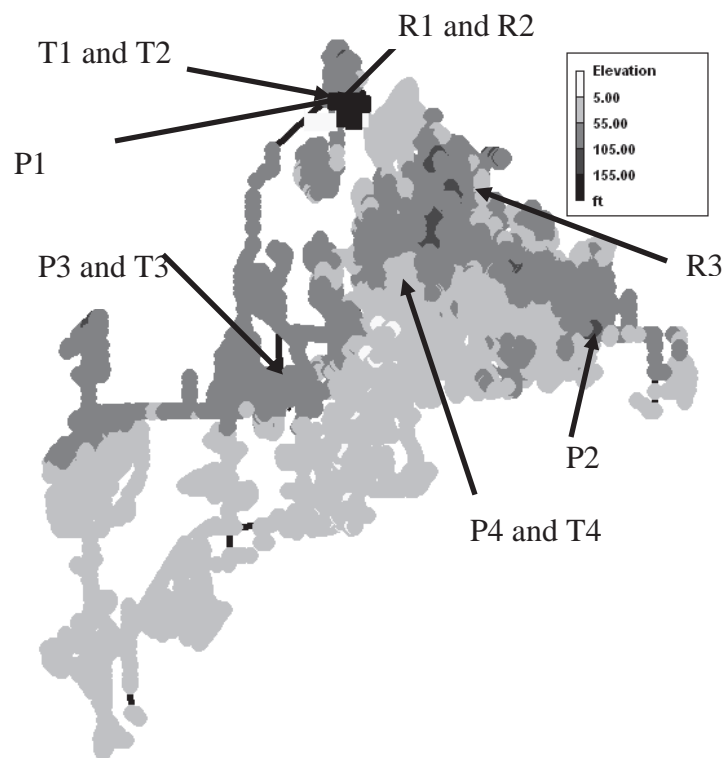 R1 and R2
T1 and T2
Elevation
5.00
55.00
105.00
155.00
ft
P1
R3
P3 and T3
P2
P4 and T4